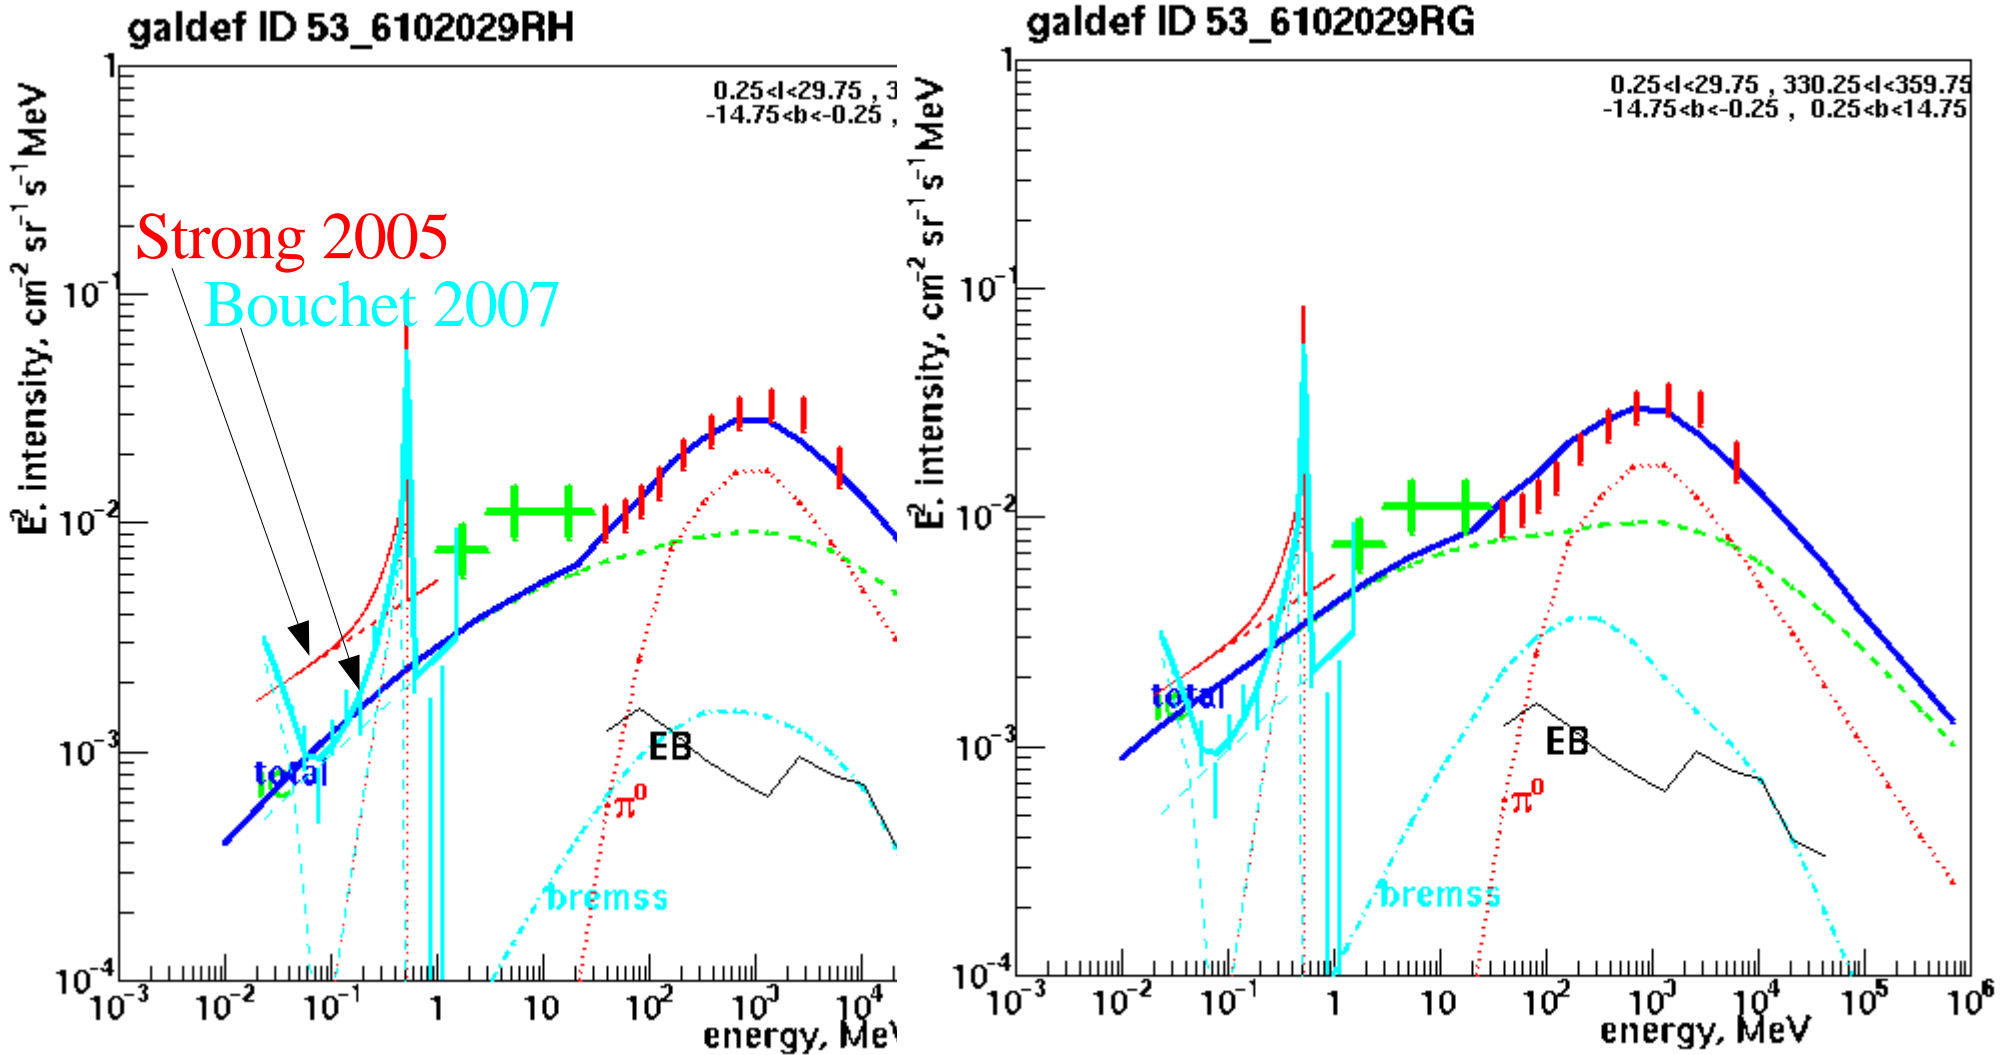 galdef ID 53_6102029RH
0.25<l<29.75 , 3
-14.75<b<-0.25 ,
E². intensity, cm⁻² sr⁻¹ s⁻¹ MeV
1
10⁻¹
10⁻²
10⁻³
10⁻⁴
Strong 2005
Bouchet 2007
total
EB
π⁰
bremss
10⁻³ 10⁻² 10⁻¹ 1 10 10² 10³ 10⁴
energy, MeV
galdef ID 53_6102029RG
0.25<l<29.75 , 330.25<l<359.75
-14.75<b<-0.25 , 0.25<b<14.75
E². intensity, cm⁻² sr⁻¹ s⁻¹ MeV
1
10⁻¹
10⁻²
10⁻³
10⁻⁴
total
EB
π⁰
bremss
10⁻³ 10⁻² 10⁻¹ 1 10 10² 10³ 10⁴ 10⁵ 10⁶
energy, MeV